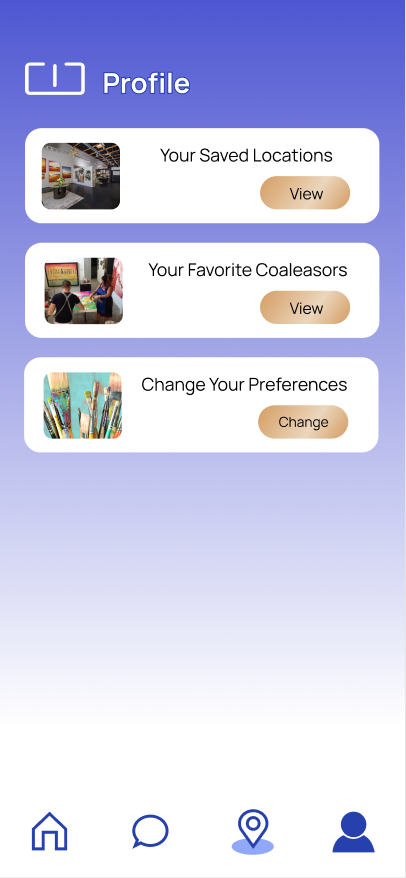 Profile
Your Saved Locations
View
Your Favorite Coaleasors
View
Change Your Preferences
Change